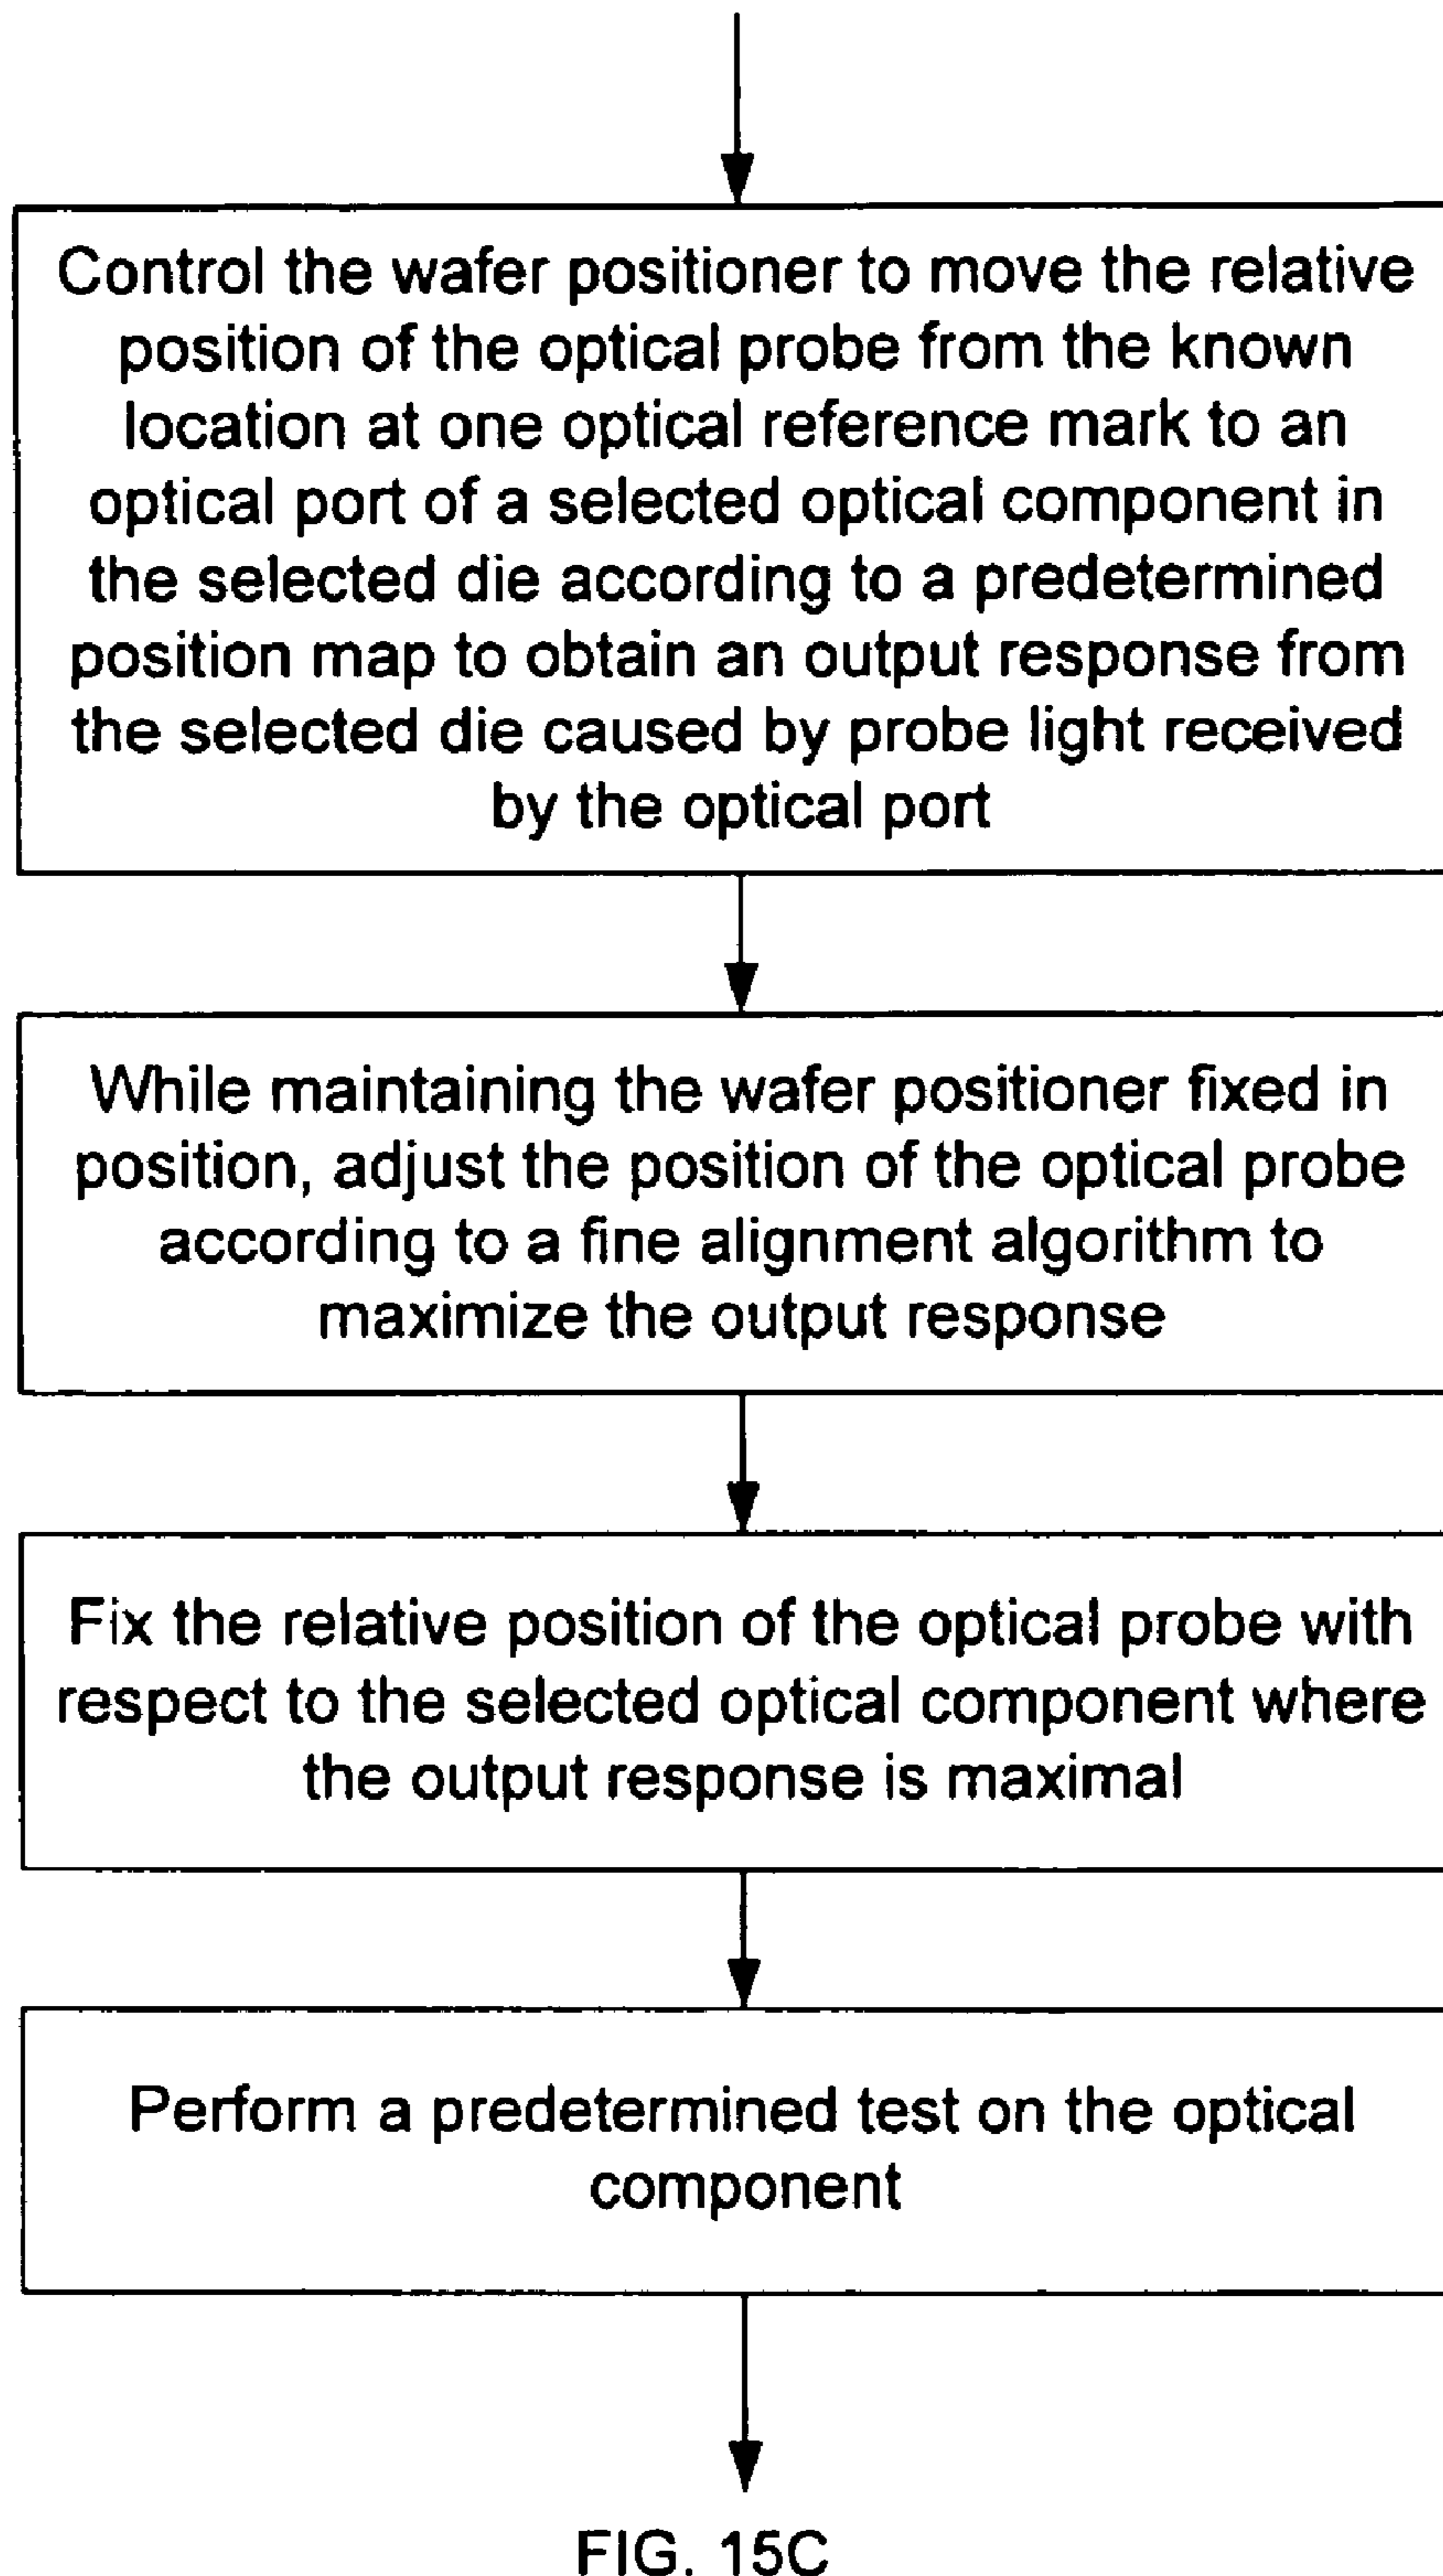 Control the wafer positioner to move the relative
position of the optical probe from the known
location at one optical reference mark to an
optical port of a selected optical component in
the selected die according to a predetermined
position map to obtain an output response from
the selected die caused by probe light received
by the optical port
While maintaining the wafer positioner fixed in
position, adjust the position of the optical probe
according to a fine alignment algorithm to
maximize the output response
Fix the relative position of the optical probe with
respect to the selected optical component where
the output response is maximal
Perform a predetermined test on the optical
component
FIG. 15C